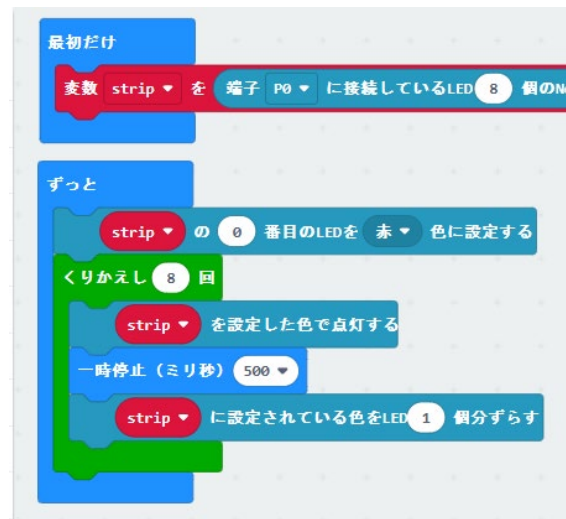 最初だけ
変数 strip を 端子 P0 に接続しているLED 8 個のNe
ずっと
strip の 0 番目のLEDを 赤 色に設定する
くりかえし 8 回
strip を設定した色で点灯する
一時停止（ミリ秒） 500
strip に設定されている色をLED 1 個分ずらす